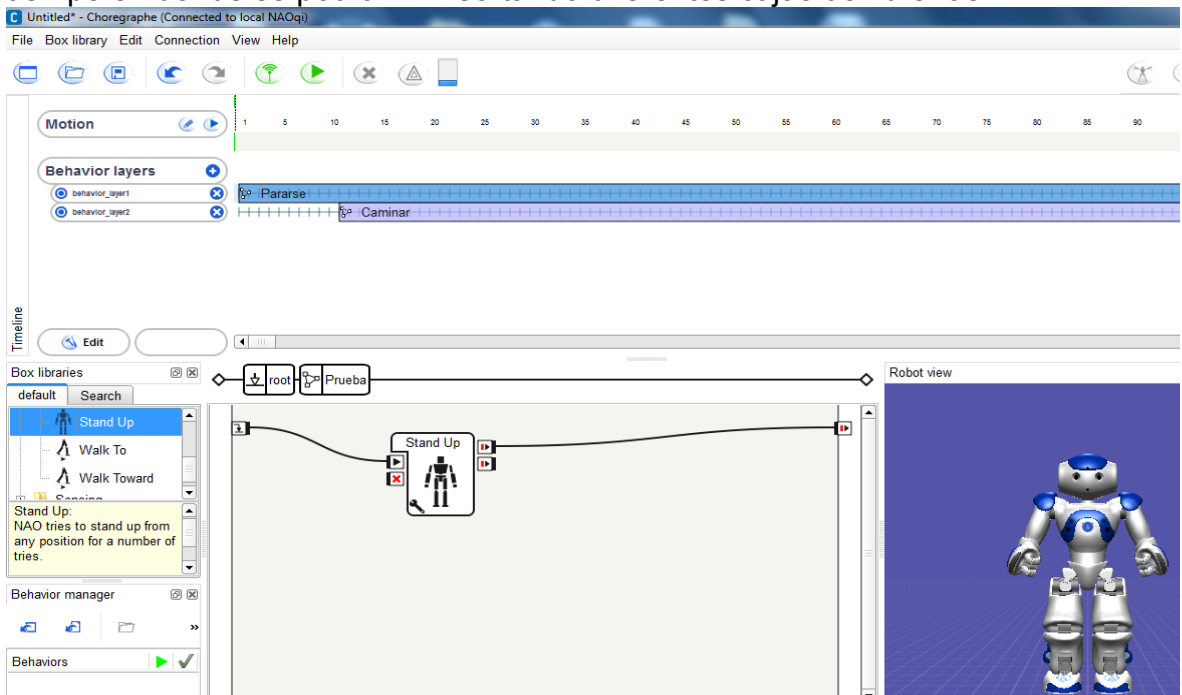 Untitled* - Choregraphe (Connected to local NAOqi)
File Box library Edit Connection View Help
Motion
1 5 10 15 20 25 30 35 40 45 50 55 60 65 70 75 80 85 90
Behavior layers
behavior_layer1
Pararse
behavior_layer2
Caminar
Timeline
Edit
Box libraries
default Search
Stand Up
Walk To
Walk Toward
Sensing
Stand Up:
NAO tries to stand up from
any position for a number of
tries.
Behavior manager
»
Behaviors
root Prueba
Stand Up
Robot view